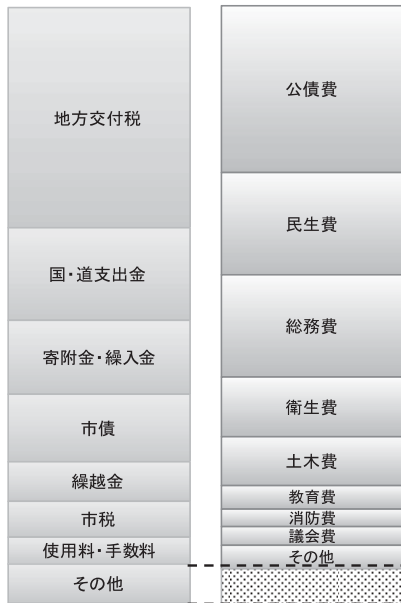 地方交付税
国・道支出金
寄附金・繰入金
市債
繰越金
市税
使用料・手数料
その他
公債費
民生費
総務費
衛生費
土木費
教育費
消防費
議会費
その他